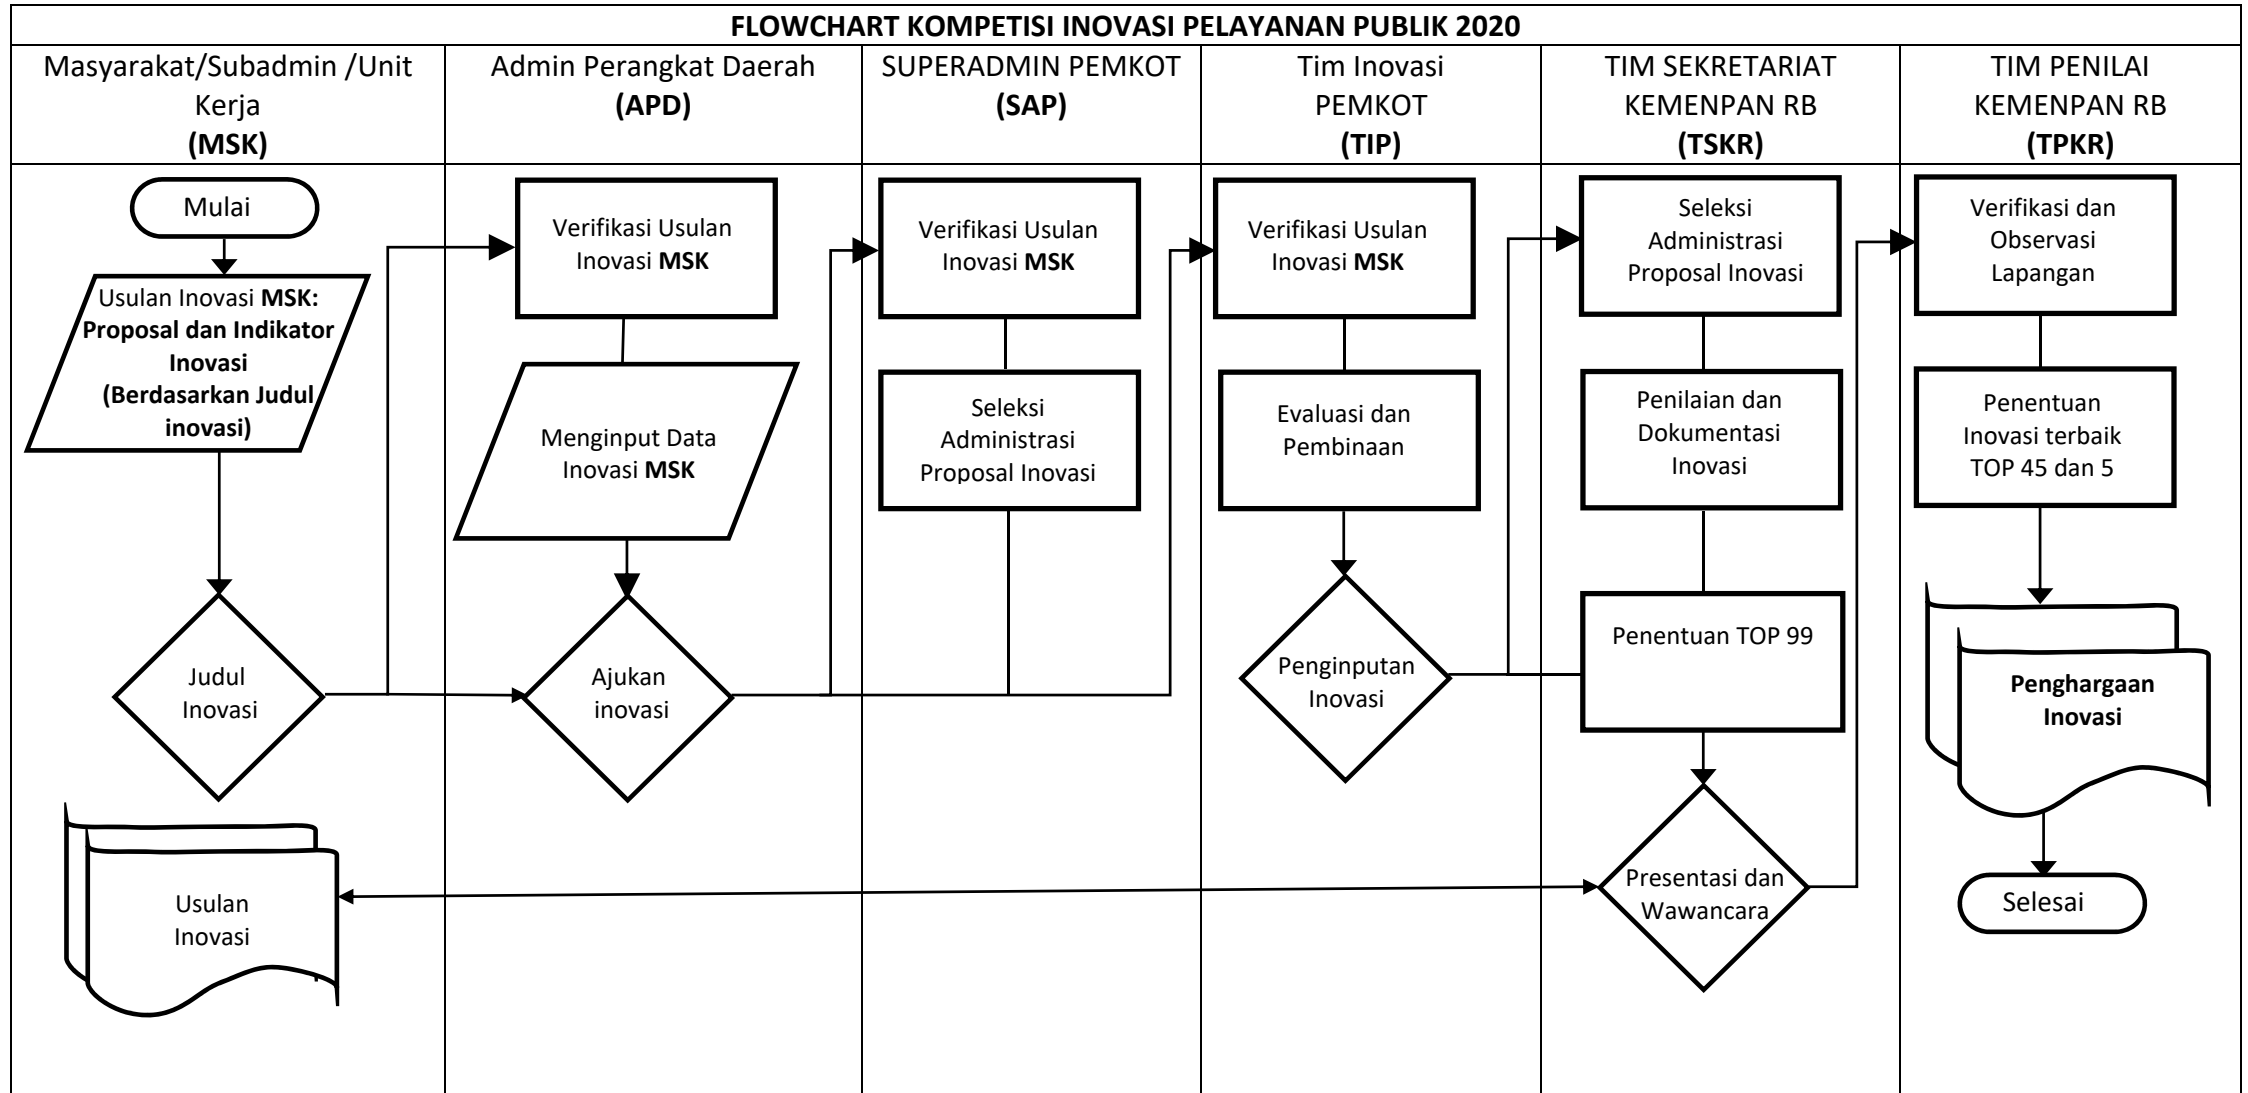 FLOWCHART KOMPETISI INOVASI PELAYANAN PUBLIK 2020
Masyarakat/Subadmin /Unit
Kerja
(MSK)
Admin Perangkat Daerah
(APD)
SUPERADMIN PEMKOT
(SAP)
Tim Inovasi
PEMKOT
(TIP)
TIM SEKRETARIAT
KEMENPAN RB
(TSKR)
TIM PENILAI
KEMENPAN RB
(TPKR)
Mulai
Usulan Inovasi MSK:
Proposal dan Indikator
Inovasi
(Berdasarkan Judul
inovasi)
Judul
Inovasi
Usulan
Inovasi
Verifikasi Usulan
Inovasi MSK
Menginput Data
Inovasi MSK
Ajukan
inovasi
Verifikasi Usulan
Inovasi MSK
Seleksi
Administrasi
Proposal Inovasi
Verifikasi Usulan
Inovasi MSK
Evaluasi dan
Pembinaan
Penginputan
Inovasi
Seleksi
Administrasi
Proposal Inovasi
Penilaian dan
Dokumentasi
Inovasi
Penentuan TOP 99
Presentasi dan
Wawancara
Verifikasi dan
Observasi
Lapangan
Penentuan
Inovasi terbaik
TOP 45 dan 5
Penghargaan
Inovasi
Selesai